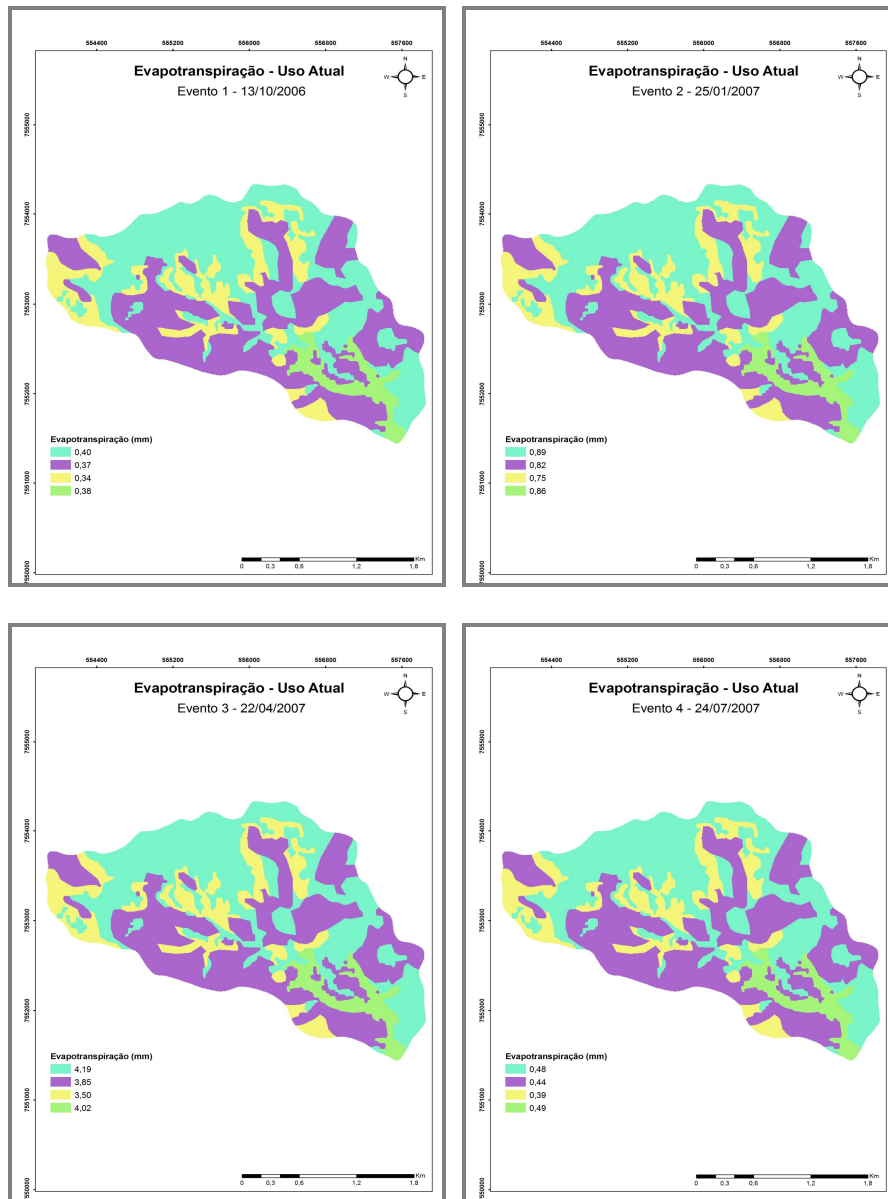 554400 555200 556000 556800 557600
Evapotranspiração - Uso Atual
Evento 1 - 13/10/2006
N
W E
S
7555000
7554000
7553000
7552000
7551000
7550000
Evapotranspiração (mm)
0,40
0,37
0,34
0,38
Km
0 0,3 0,6 1,2 1,8
554400 555200 556000 556800 557600
Evapotranspiração - Uso Atual
Evento 2 - 25/01/2007
N
W E
S
7555000
7554000
7553000
7552000
7551000
7550000
Evapotranspiração (mm)
0,89
0,82
0,75
0,86
Km
0 0,3 0,6 1,2 1,8
554400 555200 556000 556800 557600
Evapotranspiração - Uso Atual
Evento 3 - 22/04/2007
N
W E
S
7555000
7554000
7553000
7552000
7551000
7550000
Evapotranspiração (mm)
4,19
3,85
3,50
4,02
Km
0 0,3 0,6 1,2 1,8
554400 555200 556000 556800 557600
Evapotranspiração - Uso Atual
Evento 4 - 24/07/2007
N
W E
S
7555000
7554000
7553000
7552000
7551000
7550000
Evapotranspiração (mm)
0,48
0,44
0,39
0,49
Km
0 0,3 0,6 1,2 1,8